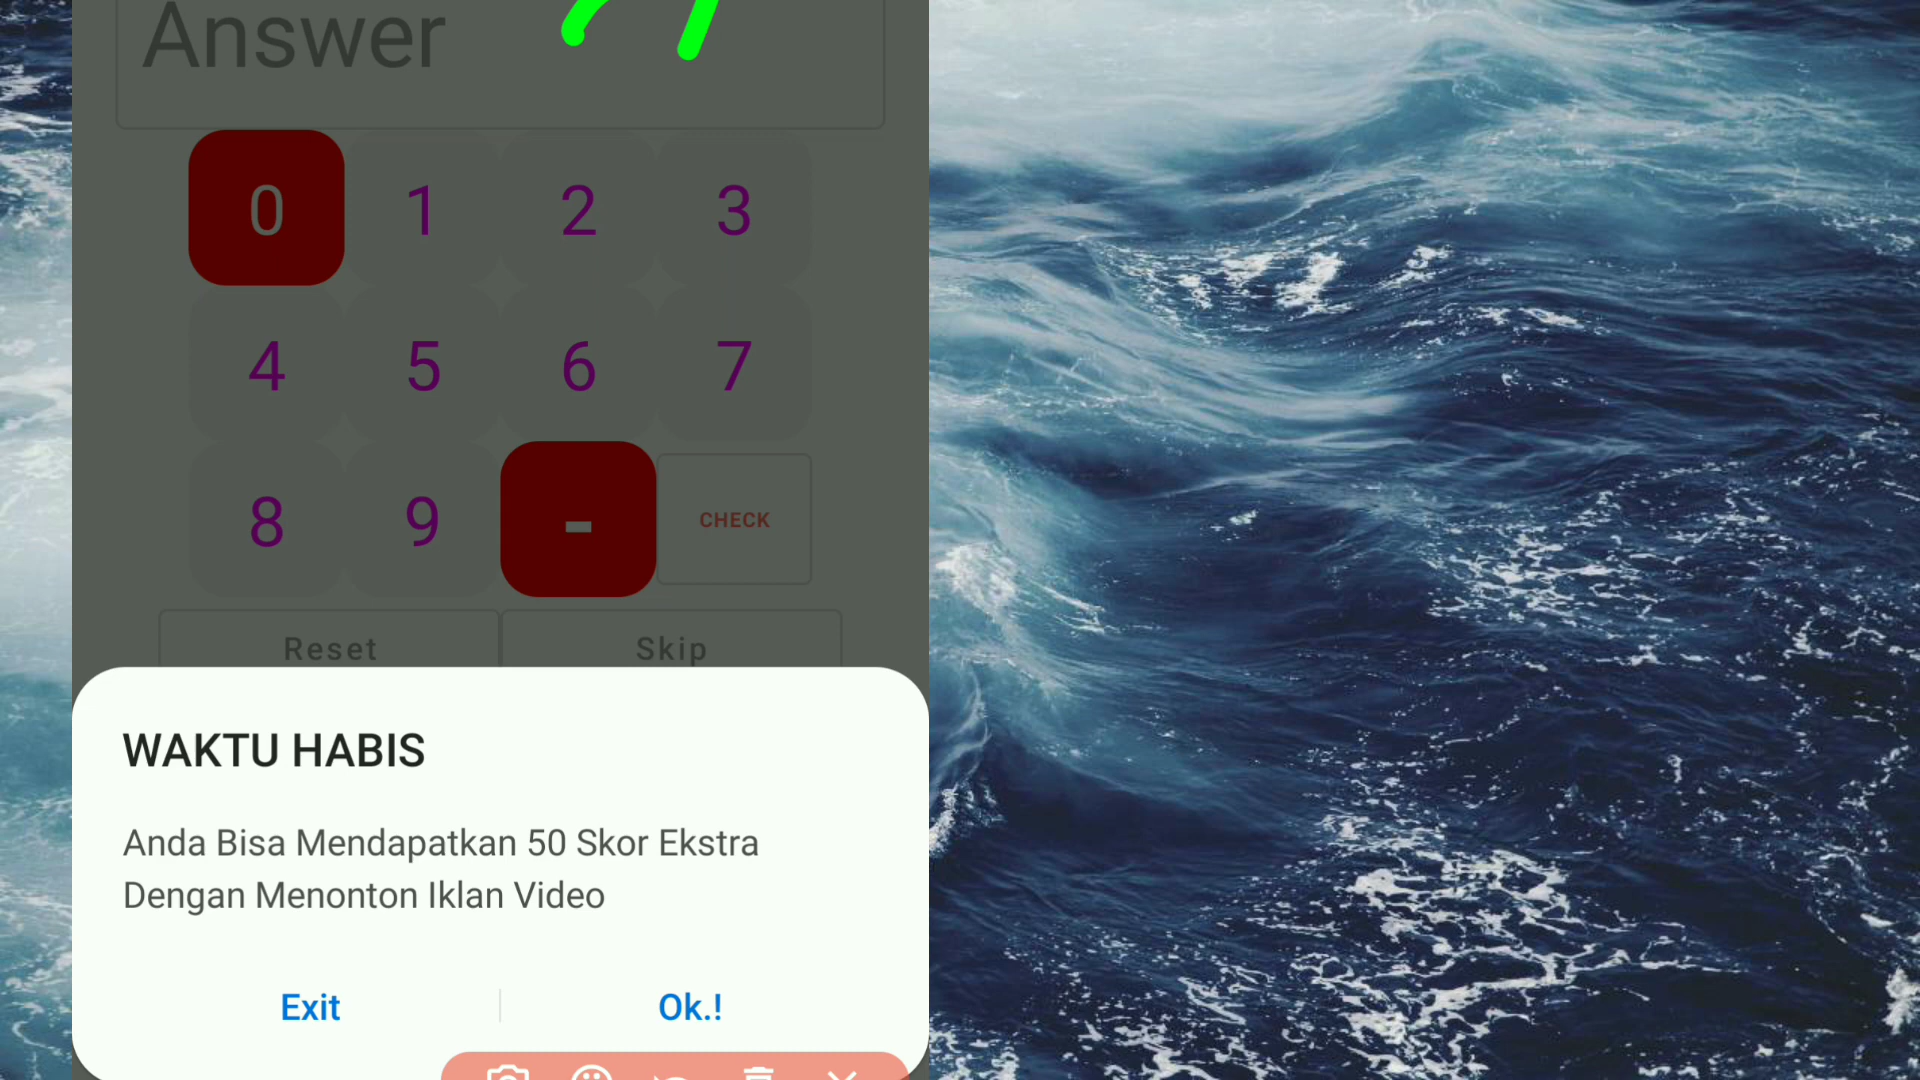 Answer
0 1 2 3
4 5 6 7
8 9 - CHECK
Reset Skip
WAKTU HABIS
Anda Bisa Mendapatkan 50 Skor Ekstra
Dengan Menonton Iklan Video
Exit Ok.!